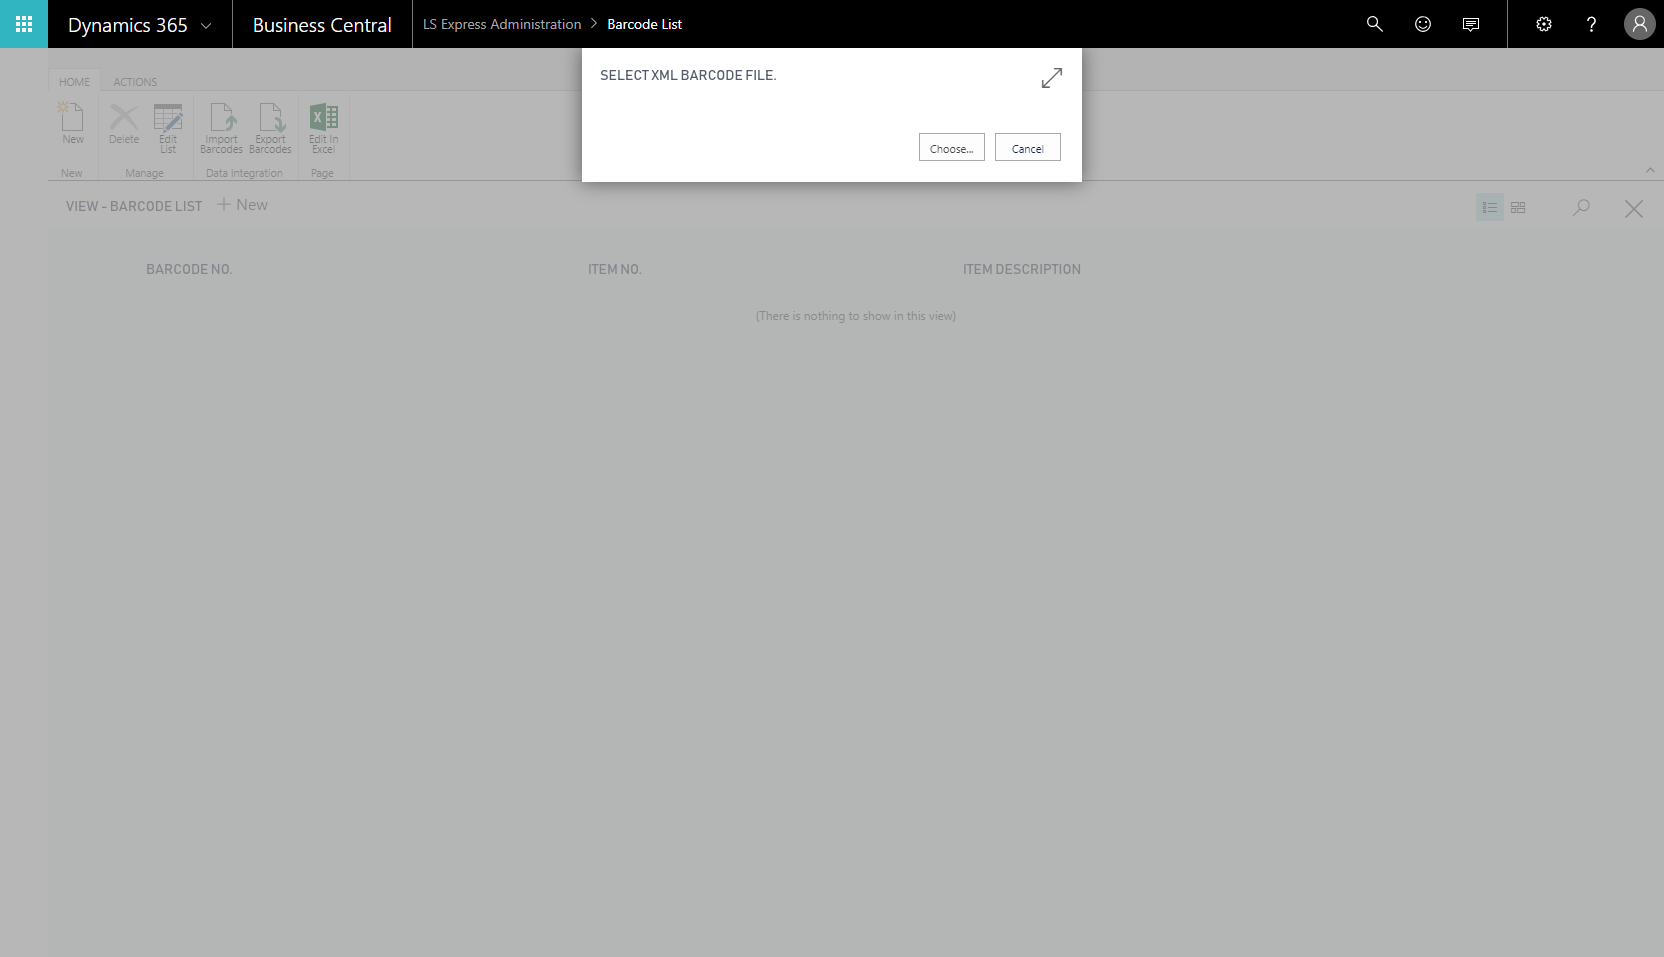 Dynamics 365
Business Central
LS Express Administration > Barcode List
SELECT XML BARCODE FILE.
Choose...
Cancel
HOME
ACTIONS
New
Delete
Edit
List
Import
Barcodes
Export
Barcodes
Edit In
Excel
New
Manage
Data Integration
Page
VIEW - BARCODE LIST
+ New
BARCODE NO.
ITEM NO.
ITEM DESCRIPTION
(There is nothing to show in this view)